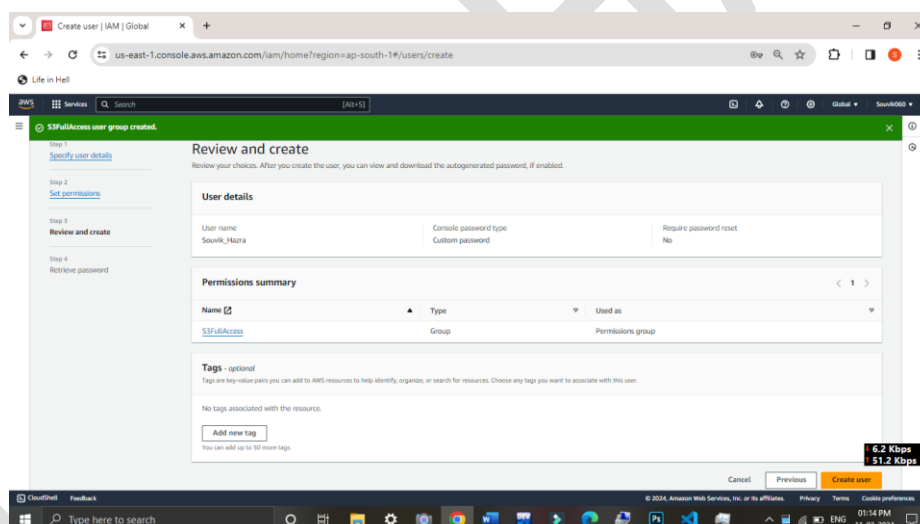 Create user | IAM | Global
us-east-1.console.aws.amazon.com/iam/home?region=ap-south-1#/users/create
Life in Hell
aws Services Search [Alt+S] Global Souvik060
S3FullAccess user group created.
Step 1
Specify user details
Step 2
Set permissions
Step 3
Review and create
Step 4
Retrieve password
Review and create
Review your choices. After you create the user, you can view and download the autogenerated password, if enabled.
User details
User name Console password type Require password reset
Souvik_Hazra Custom password No
Permissions summary 1
Name Type Used as
S3FullAccess Group Permissions group
Tags - optional
Tags are key-value pairs you can add to AWS resources to help identify, organize, or search for resources. Choose any tags you want to associate with this user.
No tags associated with the resource.
Add new tag
You can add up to 50 more tags.
6.2 Kbps
51.2 Kbps
Cancel Previous Create user
CloudShell Feedback © 2024, Amazon Web Services, Inc. or its affiliates. Privacy Terms Cookie preferences
Type here to search ENG 01:14 PM